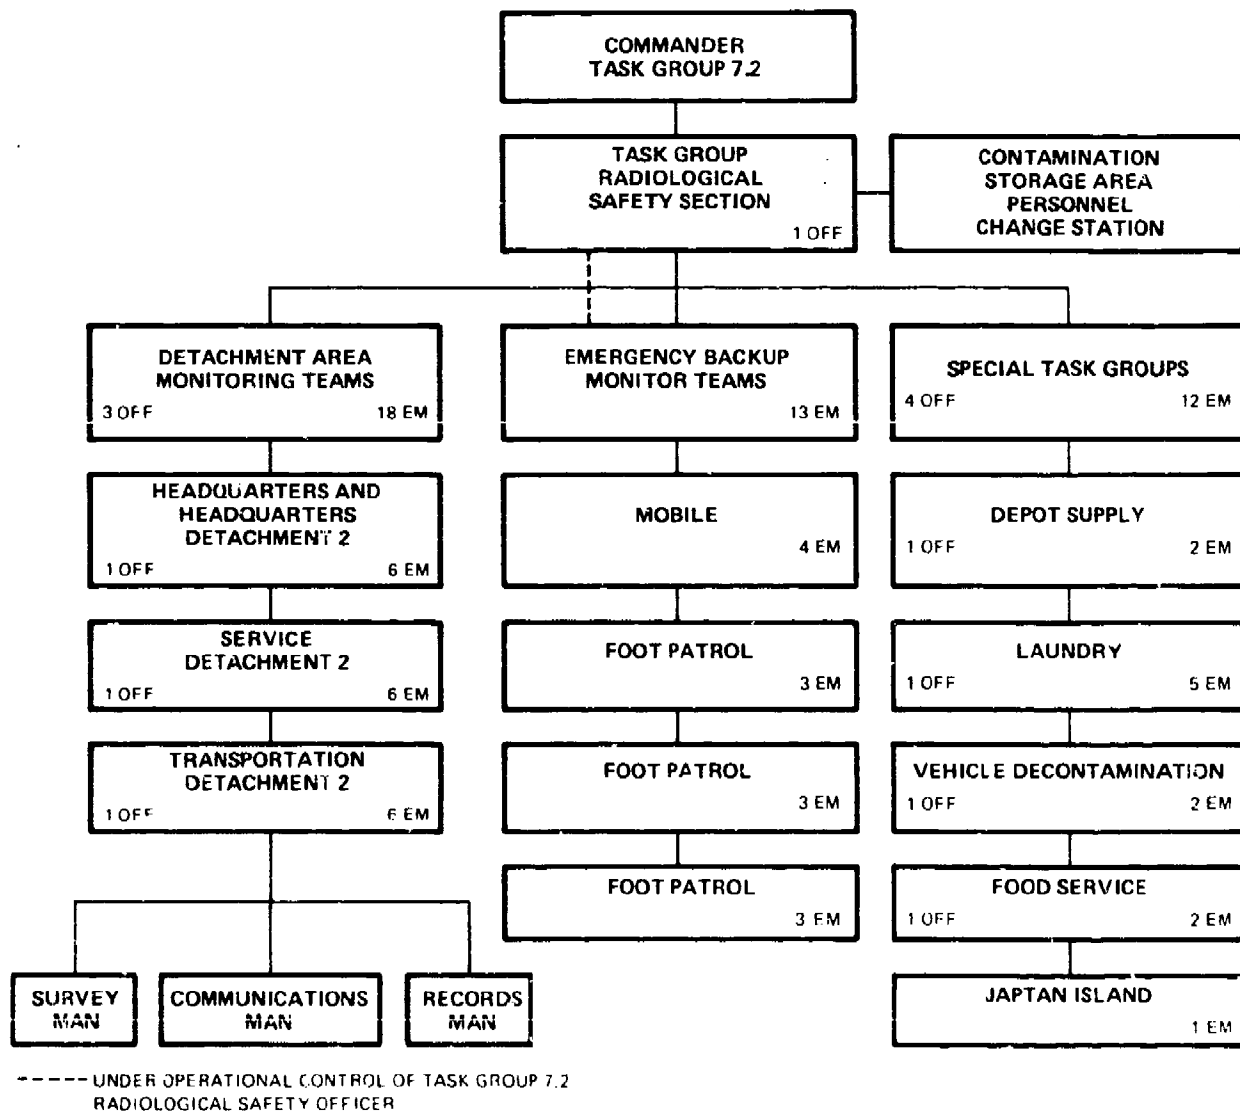 COMMANDER
TASK GROUP 7.2
TASK GROUP
RADIOLOGICAL
SAFETY SECTION
1 OFF
CONTAMINATION
STORAGE AREA
PERSONNEL
CHANGE STATION
DETACHMENT AREA
MONITORING TEAMS
3 OFF 18 EM
EMERGENCY BACKUP
MONITOR TEAMS
13 EM
SPECIAL TASK GROUPS
4 OFF 12 EM
HEADQUARTERS AND
HEADQUARTERS
DETACHMENT 2
1 OFF 6 EM
MOBILE
4 EM
DEPOT SUPPLY
1 OFF 2 EM
SERVICE
DETACHMENT 2
1 OFF 6 EM
FOOT PATROL
3 EM
LAUNDRY
1 OFF 5 EM
TRANSPORTATION
DETACHMENT 2
1 OFF 6 EM
FOOT PATROL
3 EM
VEHICLE DECONTAMINATION
1 OFF 2 EM
FOOT PATROL
3 EM
FOOD SERVICE
1 OFF 2 EM
SURVEY
MAN
COMMUNICATIONS
MAN
RECORDS
MAN
JAPTAN ISLAND
1 EM
----- UNDER OPERATIONAL CONTROL OF TASK GROUP 7.2
RADIOLOGICAL SAFETY OFFICER